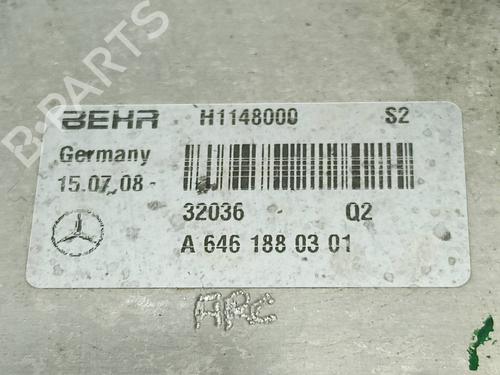 B-PARTS
BEHR H1148000 S2
Germany
15.07.08-
32036 Q2
A 646 188 03 01
ARC